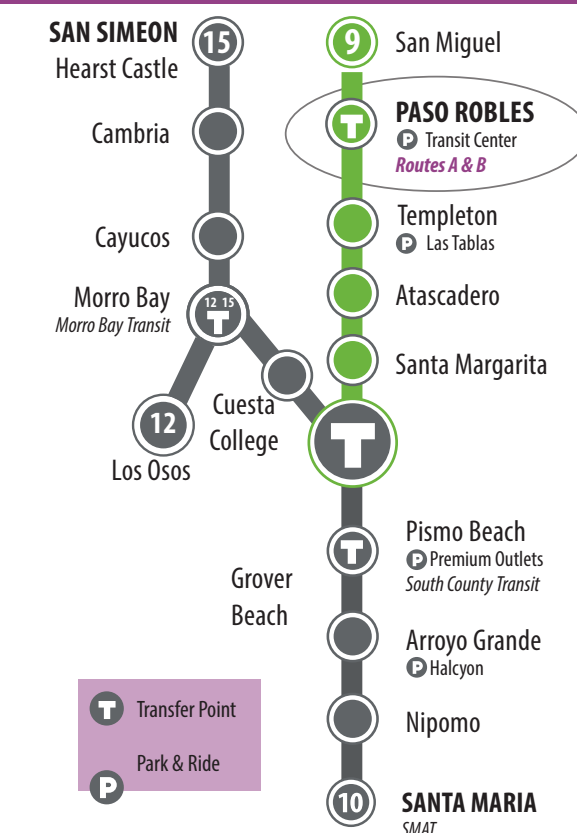 SAN SIMEON
15
Hearst Castle
Cambria
Cayucos
Morro Bay
Morro Bay Transit
12 15
T
12
Los Osos
Cuesta
College
9
San Miguel
T
PASO ROBLES
P Transit Center
Routes A & B
Templeton
P Las Tablas
Atascadero
Santa Margarita
T
T
Pismo Beach
P Premium Outlets
South County Transit
Grover
Beach
Arroyo Grande
P Halcyon
Nipomo
10
SANTA MARIA
SMAT
T Transfer Point
P Park & Ride